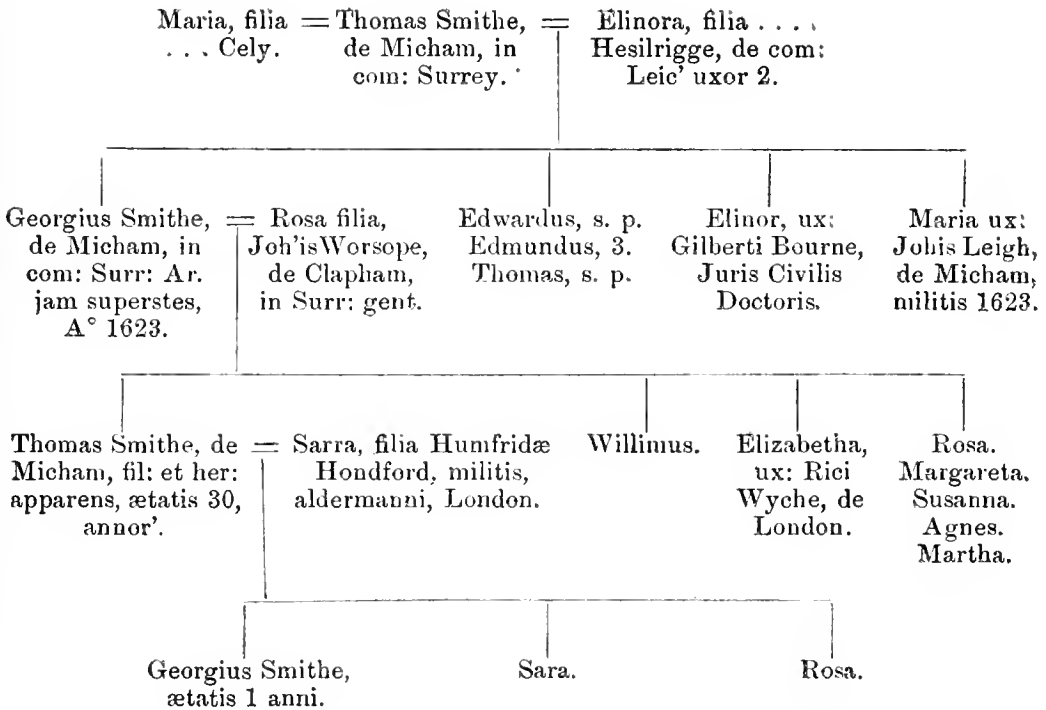 Maria, filia
. . . Cely.
=
Thomas Smithe,
de Micham, in
com: Surrey.
=
Elinora, filia . . . .
Hesilrigge, de com:
Leic' uxor 2.
Georgius Smithe,
de Micham, in
com: Surr: Ar.
jam superstes,
A° 1623.
=
Rosa filia,
Joh'is Worsope,
de Clapham,
in Surr: gent.
Edwardus, s. p.
Edmundus, 3.
Thomas, s. p.
Elinor, ux:
Gilberti Bourne,
Juris Civilis
Doctoris.
Maria ux:
Johis Leigh,
de Micham,
militis 1623.
Thomas Smithe, de
Micham, fil: et her:
apparens, ætatis 30,
annor'.
=
Sarra, filia Humfridæ
Hondford, militis,
aldermanni, London.
Willimus.
Elizabetha,
ux: Rici
Wyche, de
London.
Rosa.
Margareta.
Susanna.
Agnes.
Martha.
Georgius Smithe,
ætatis 1 anni.
Sara.
Rosa.